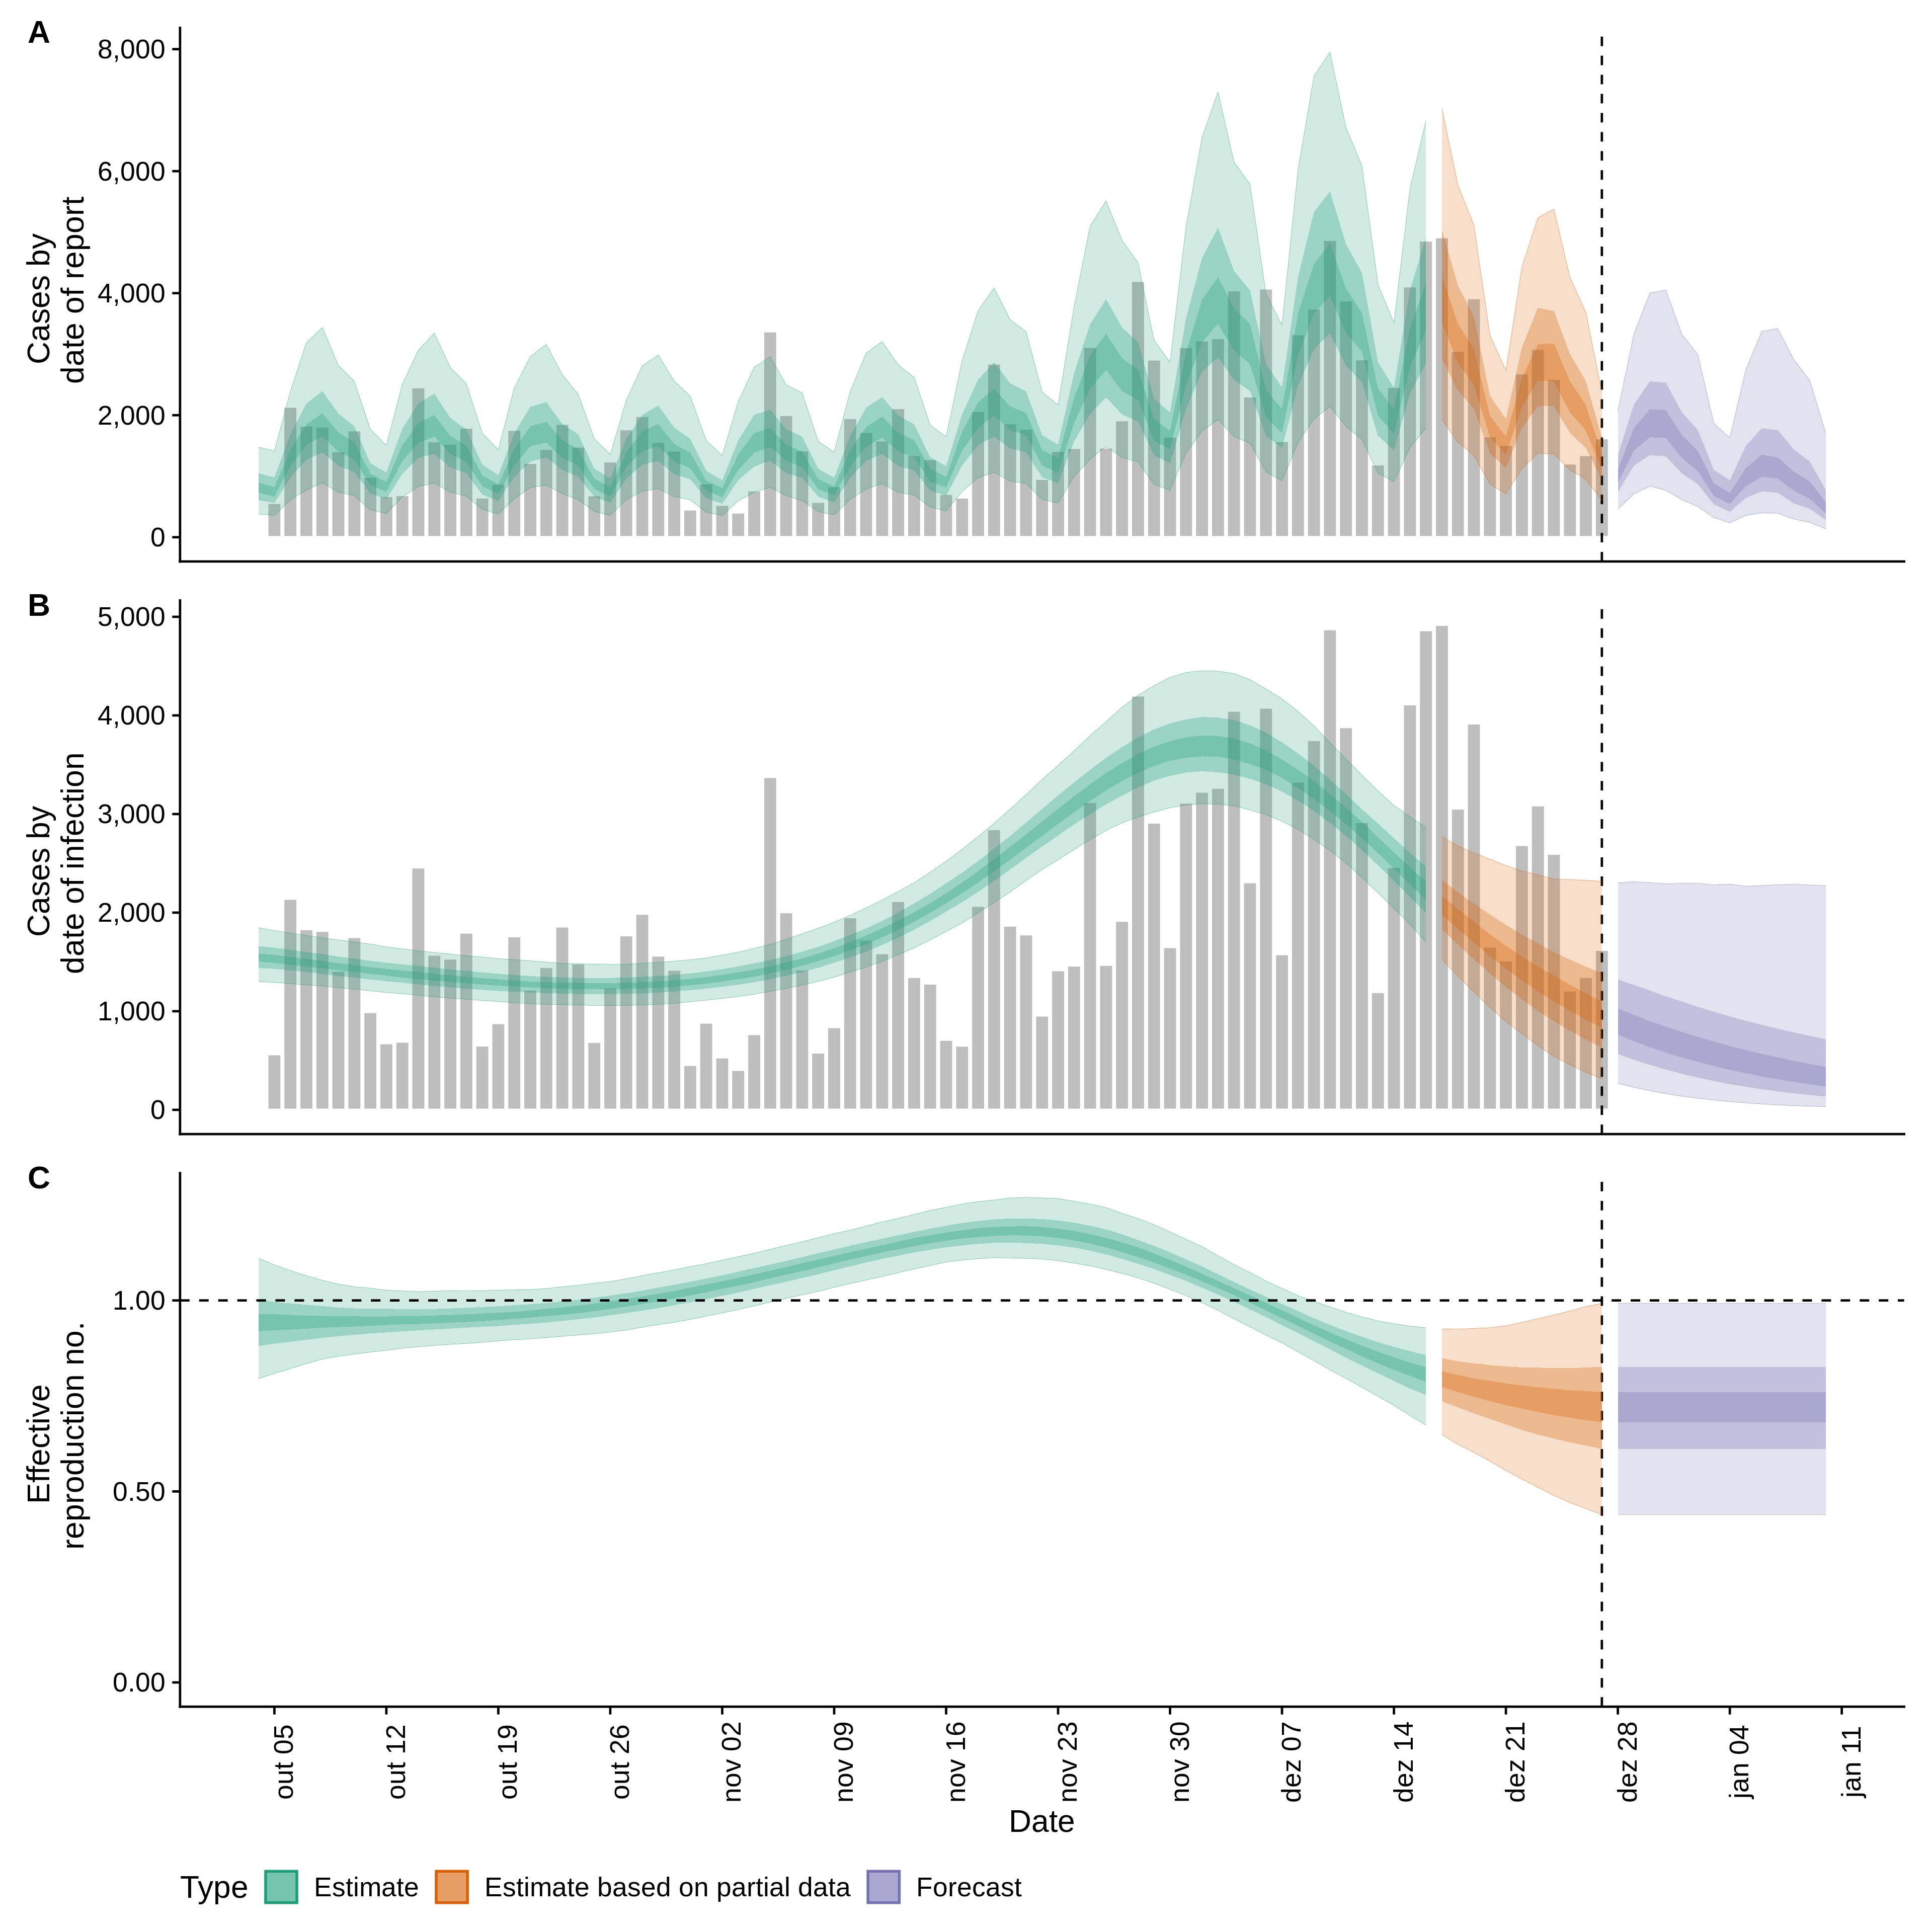 A
8,000
6,000
4,000
2,000
0
Cases by
date of report
B
5,000
4,000
3,000
2,000
1,000
0
Cases by
date of infection
C
1.00
0.50
0.00
Effective
reproduction no.
out 05
out 12
out 19
out 26
nov 02
nov 09
nov 16
nov 23
nov 30
dez 07
dez 14
dez 21
dez 28
jan 04
jan 11
Date
Type Estimate Estimate based on partial data Forecast